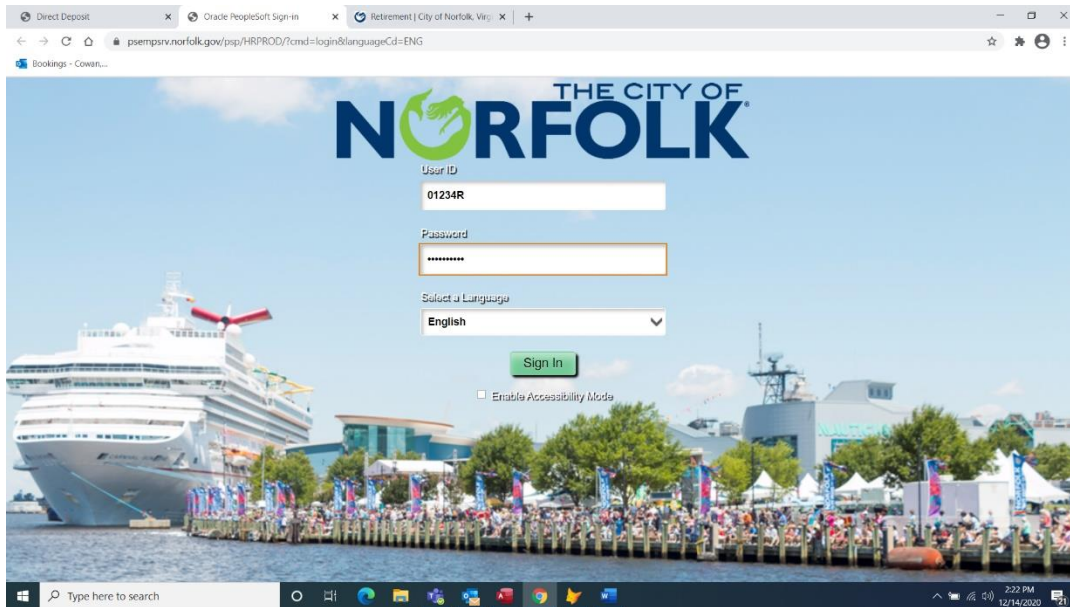 Direct Deposit
Oracle PeopleSoft Sign-in
Retirement | City of Norfolk, Virg
psempsrv.norfolk.gov/psp/HRPROD/?cmd=login&languageCd=ENG
Bookings - Cowan,...
THE CITY OF
NORFOLK
User ID
01234R
Password
••••••••••
Select a Language
English
Sign In
Enable Accessibility Mode
NAUTICUS
Type here to search
2:22 PM
12/14/2020
21